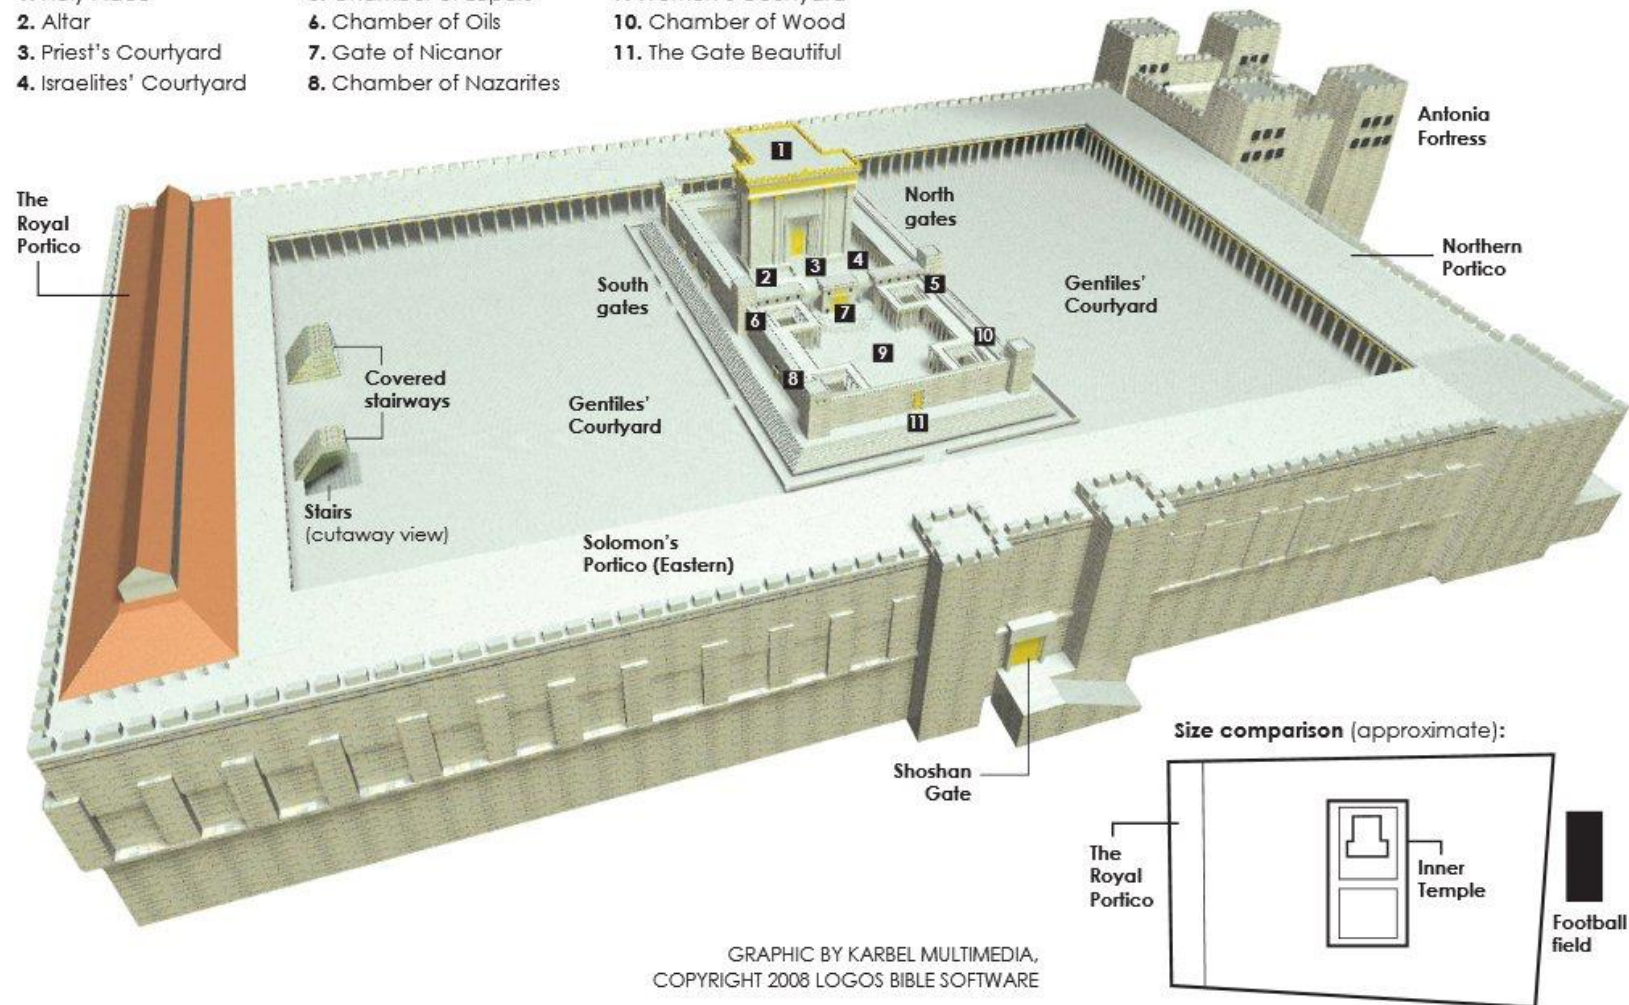 2. Altar
3. Priest's Courtyard
4. Israelites' Courtyard
6. Chamber of Oils
7. Gate of Nicanor
8. Chamber of Nazarites
10. Chamber of Wood
11. The Gate Beautiful
Antonia
Fortress
The
Royal
Portico
1
North
gates
Northern
Portico
South
gates
2
3
4
5
6
7
8
9
10
11
Gentiles'
Courtyard
Covered
stairways
Gentiles'
Courtyard
Stairs
(cutaway view)
Solomon's
Portico (Eastern)
Shoshan
Gate
Size comparison (approximate):
The
Royal
Portico
Inner
Temple
Football
field
GRAPHIC BY KARBEL MULTIMEDIA,
COPYRIGHT 2008 LOGOS BIBLE SOFTWARE